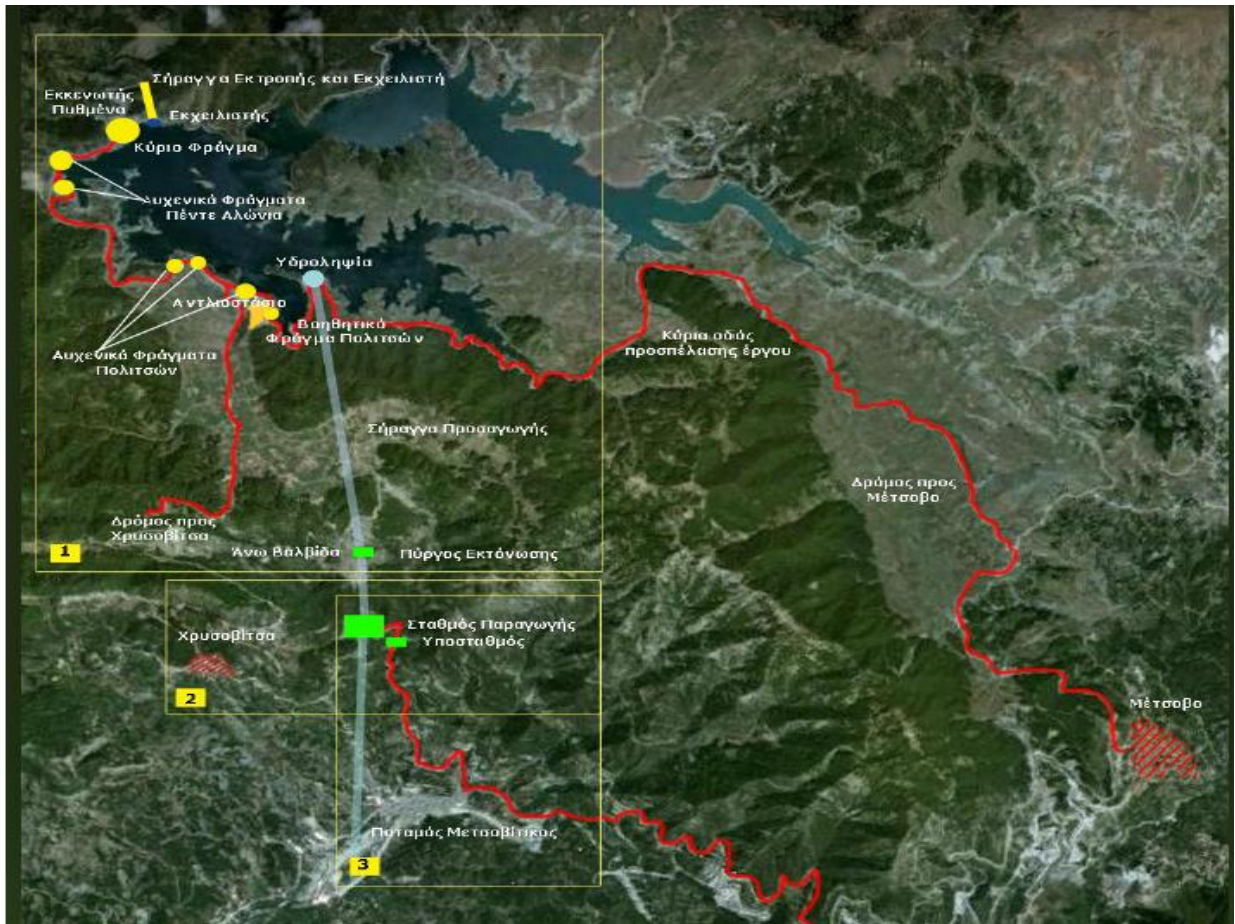 Σήραγγα Εκτροπής και Εκχειλιστή
Εκκενωτής
Πυθμένα
Εκχειλιστής
Κύριο Φράγμα
Αυχενικά Φράγματα
Πέντε Αλώνια
Υδροληψία
Αντλιοστάσιο
Βοηθητικό
Φράγμα Πολιτσών
Αυχενικά Φράγματα
Πολιτσών
Κύρια οδός
προσπέλασης έργου
Σήραγγα Προσαγωγής
Δρόμος προς
Μέτσοβο
Δρόμος προς
Χρυσοβίτσα
1
Άνω Βαλβίδα
Πύργος Εκτόνωσης
Σταθμός Παραγωγής
Υποσταθμός
Χρυσοβίτσα
2
Μέτσοβο
Ποταμός Μετσοβίτικος
3